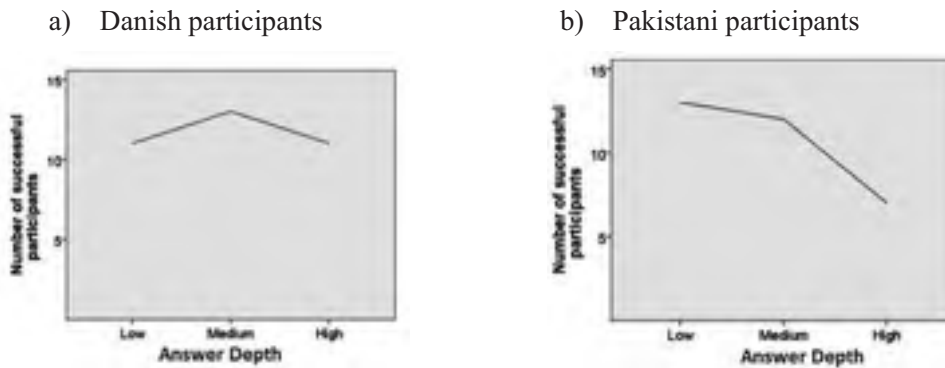 a) Danish participants
15
10
5
Number of successful
participants
Low Medium High
Answer Depth
b) Pakistani participants
15
10
5
Number of successful
participants
Low Medium High
Answer Depth